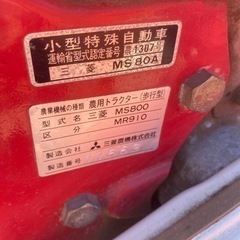 小型特殊自動車
運輸省型式認定番号 農1387号
三菱 MS80A
農業機械の種類 農用トラクター(歩行型)
型式名 三菱 MS800
区分 MR910
製造会社 三菱農機株式会社
製造番号